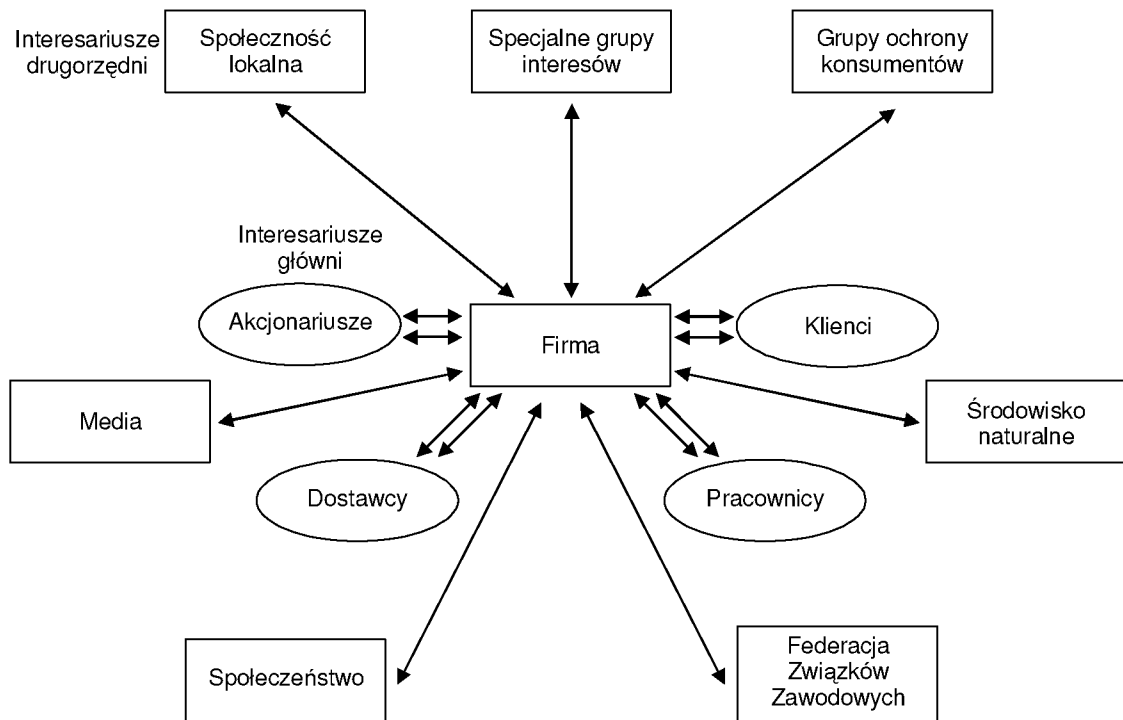 Interesariusze
drugorzędni
Społeczność
lokalna
Specjalne grupy
interesów
Grupy ochrony
konsumentów
Interesariusze
główni
Akcjonariusze
Firma
Klienci
Media
Środowisko
naturalne
Dostawcy
Pracownicy
Społeczeństwo
Federacja
Związków
Zawodowych